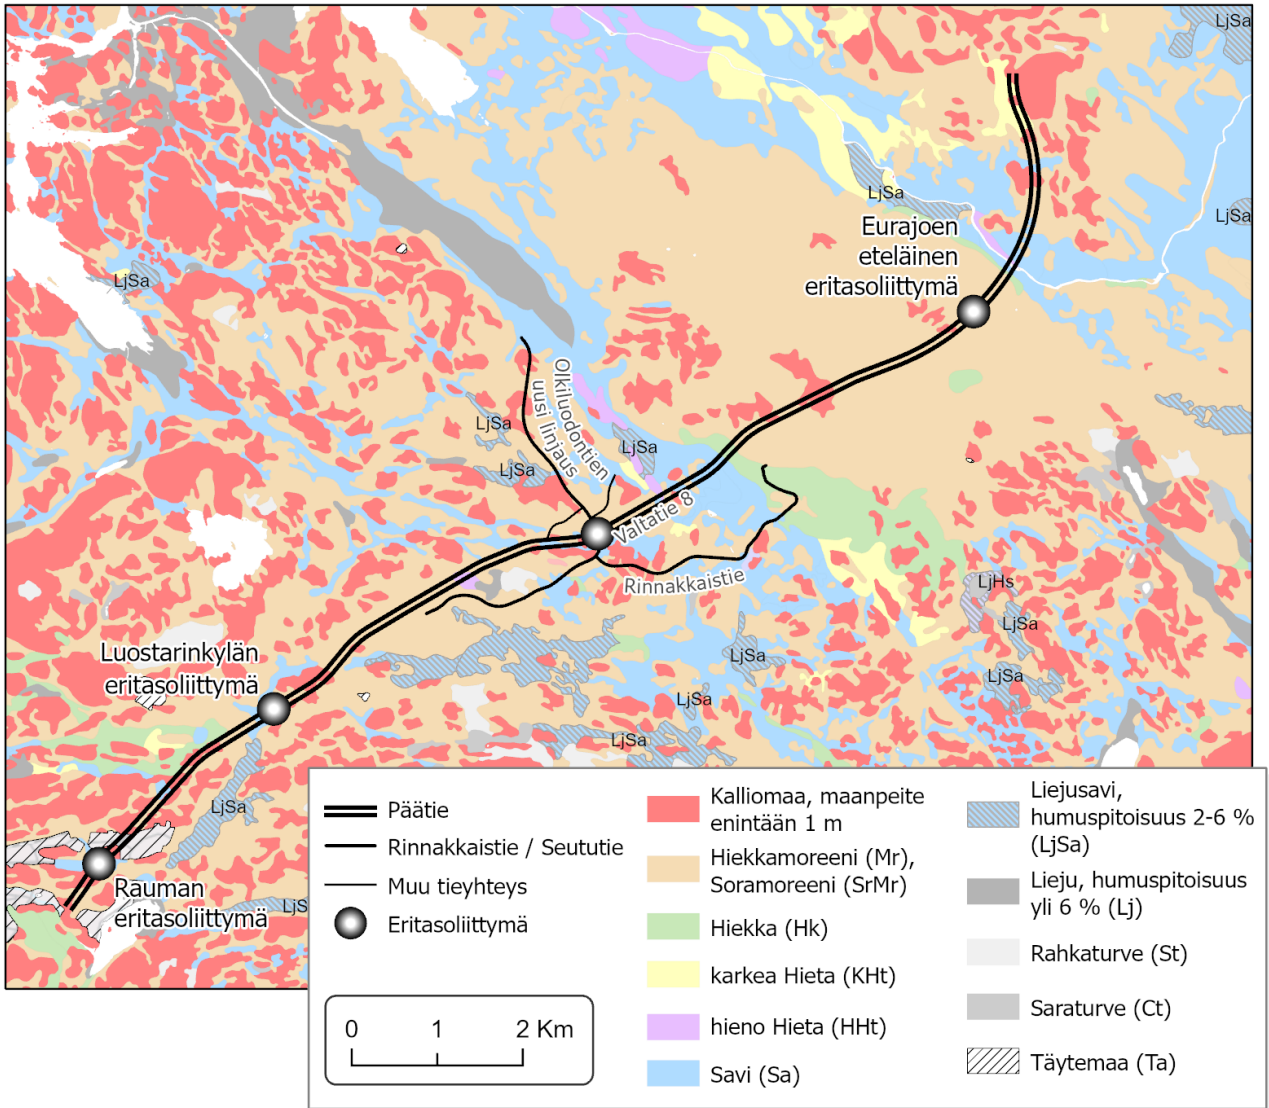 LjSa
LjSa
LjSa
LjSa
Eurajoen
eteläinen
eritasoliittymä
Olkiluodontien
uusi linjaus
LjSa
LjSa
LjSa
Valtatie 8
Rinnakkaistie
LjHs
LjSa
LjSa
LjSa
LjSa
LjSa
Luostarinkylän
eritasoliittymä
LjSa
Rauman
eritasoliittymä
LjS
Päätie
Rinnakkaistie / Seututie
Muu tieyhteys
Eritasoliittymä
0 1 2 Km
Kalliomaa, maanpeite
enintään 1 m
Hiekkamoreeni (Mr),
Soramoreeni (SrMr)
Hiekka (Hk)
karkea Hieta (KHt)
hieno Hieta (HHt)
Savi (Sa)
Liejusavi,
humuspitoisuus 2-6 %
(LjSa)
Lieju, humuspitoisuus
yli 6 % (Lj)
Rahkaturve (St)
Saraturve (Ct)
Täytemaa (Ta)